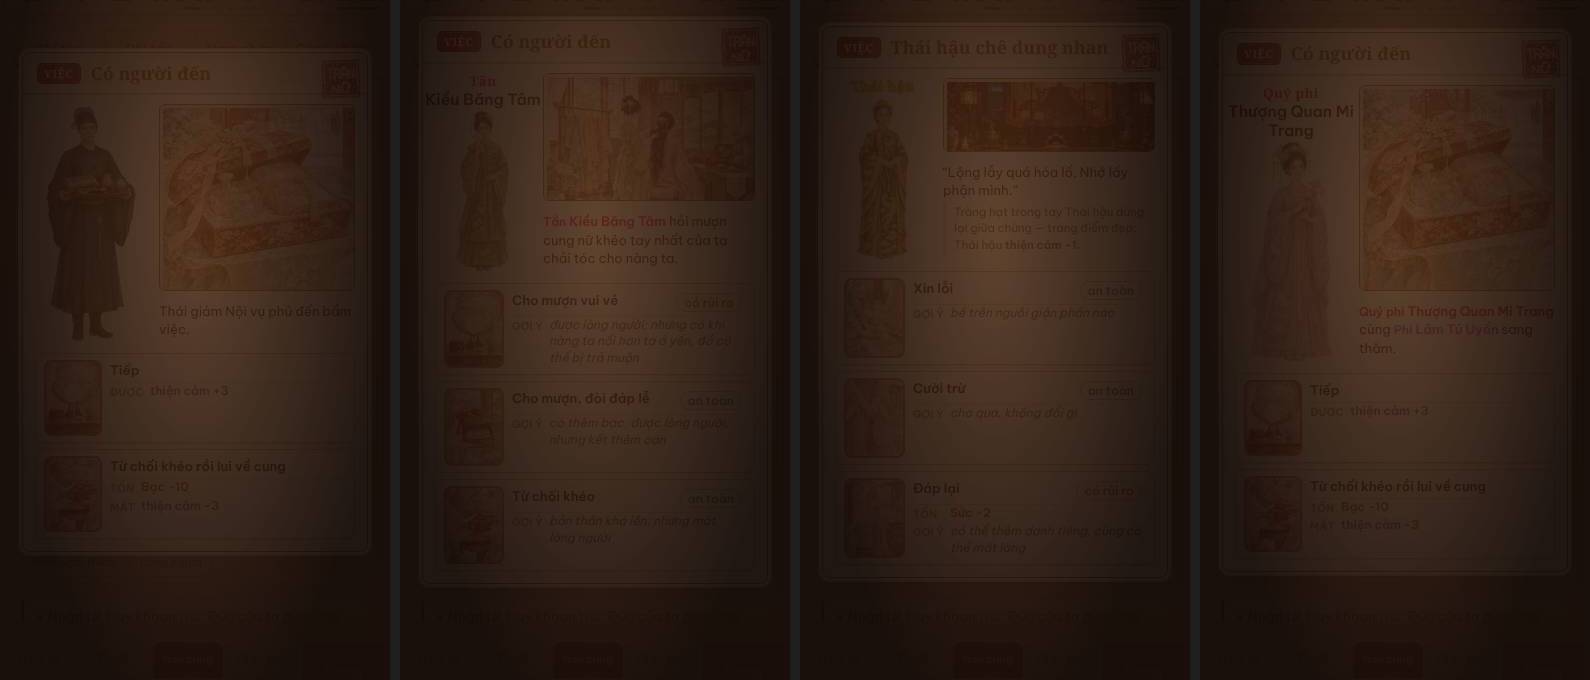 VIỆC Có người đến
Thái giám Nội vụ phủ đến bẩm
việc.
Tiếp
ĐƯỢC thiện cảm +3
Từ chối khéo rồi lui về cung
TỐN Bạc -10
MẤT thiện cảm -3
VIỆC Có người đến
Tần
Kiều Băng Tâm
Tần Kiều Băng Tâm hỏi mượn
cung nữ khéo tay nhất của ta
chải tóc cho nàng ta.
Cho mượn vui vẻ
có rủi ro
GỢI Ý được lòng người; nhưng có khi
nàng ta nổi hơn ta ở yến, đồ có
thể bị trả muộn
Cho mượn, đòi đáp lễ
an toàn
GỢI Ý có thêm bạc, được lòng người,
nhưng kết thêm oán
Từ chối khéo
an toàn
GỢI Ý bản thân khá lên, nhưng mất
lòng người
VIỆC Thái hậu chê dung nhan
Thái hậu
"Lộng lẫy quá hóa lố. Nhớ lấy
phận mình."
Tràng hạt trong tay Thái hậu dừng
lại giữa chừng — trang điểm đẹp;
Thái hậu thiện cảm -1.
Xin lỗi
an toàn
GỢI Ý bề trên nguôi giận phần nào
Cười trừ
an toàn
GỢI Ý cho qua, không đổi gì
Đáp lại
có rủi ro
TỐN Sức -2
GỢI Ý có thể thêm danh tiếng, cũng có
thể mất lòng
VIỆC Có người đến
Quý phi
Thượng Quan Mi
Trang
Quý phi Thượng Quan Mi Trang
cùng Phi Lâm Tú Uyển sang
thăm.
Tiếp
ĐƯỢC thiện cảm +3
Từ chối khéo rồi lui về cung
TỐN Bạc -10
MẤT thiện cảm -3